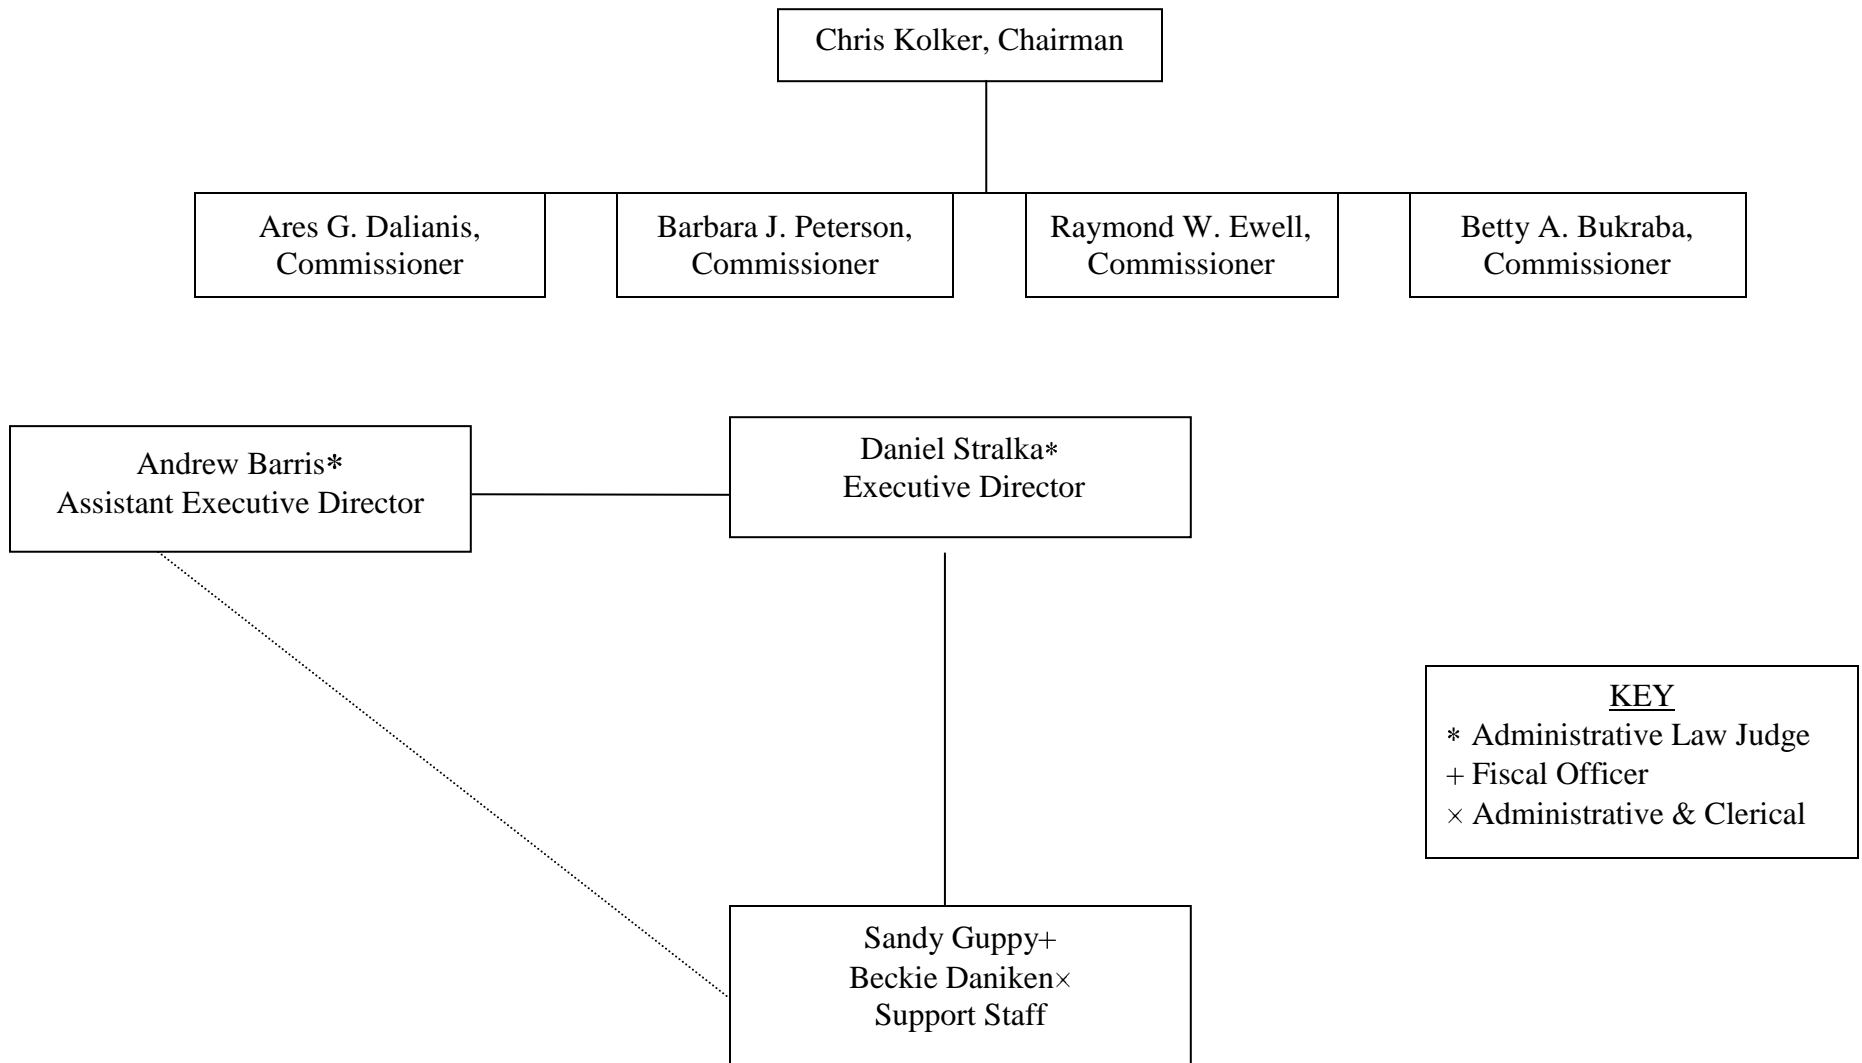 Chris Kolker, Chairman
Ares G. Dalianis,
Commissioner
Barbara J. Peterson,
Commissioner
Raymond W. Ewell,
Commissioner
Betty A. Bukraba,
Commissioner
Andrew Barris*
Assistant Executive Director
Daniel Stralka*
Executive Director
KEY
* Administrative Law Judge
+ Fiscal Officer
× Administrative & Clerical
Sandy Guppy+
Beckie Daniken×
Support Staff